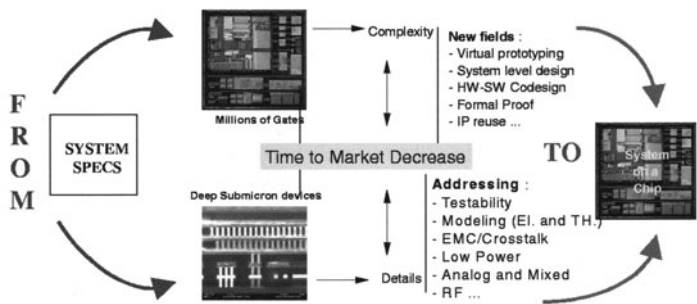 FROM
SYSTEM
SPECS
Millions of Gates
Complexity
New fields :
- Virtual prototyping
- System level design
- HW-SW Codesign
- Formal Proof
- IP reuse ...
Time to Market Decrease
TO
System
on a
Chip
Deep Submicron devices
Details
Addressing :
- Testability
- Modeling (El. and TH.)
- EMC/Crosstalk
- Low Power
- Analog and Mixed
- RF ...